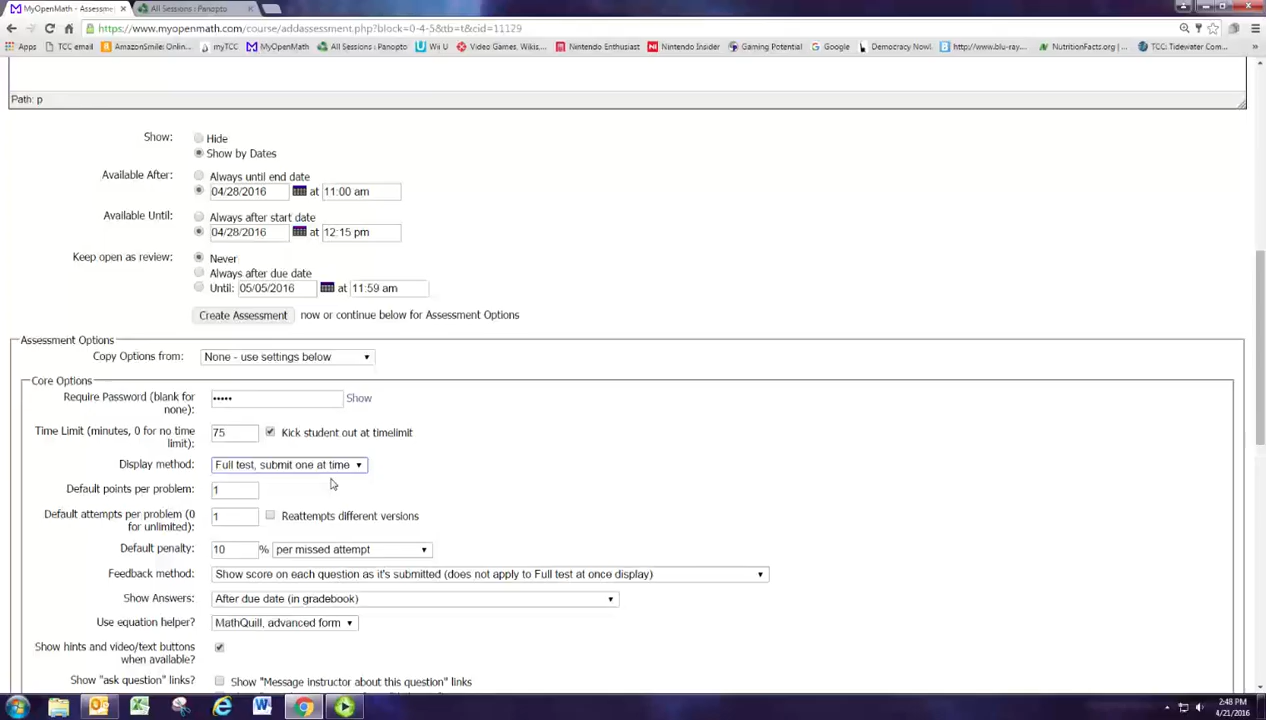 MyOpenMath - Assessme
All Sessions | Panopto
https://www.myopenmath.com/course/addassessment.php?block=0-4-5&tb=t&cid=11129
Apps TCC email AmazonSmile: Onlin... myTCC MyOpenMath All Sessions | Panopto Wii U Video Games, Wikis... Nintendo Enthusiast Nintendo Insider Gaming Potential Google Democracy Now! http://www.blu-ray... NutritionFacts.org | ... TCC: Tidewater Com... »
Path: p
Show: Hide
Show by Dates
Available After: Always until end date
04/28/2016 at 11:00 am
Available Until: Always after start date
04/28/2016 at 12:15 pm
Keep open as review: Never
Always after due date
Until: 05/05/2016 at 11:59 am
Create Assessment now or continue below for Assessment Options
Assessment Options
Copy Options from: None - use settings below
Core Options
Require Password (blank for none): ••••• Show
Time Limit (minutes, 0 for no time limit): 75 Kick student out at timelimit
Display method: Full test, submit one at time
Default points per problem: 1
Default attempts per problem (0 for unlimited): 1 Reattempts different versions
Default penalty: 10 % per missed attempt
Feedback method: Show score on each question as it's submitted (does not apply to Full test at once display)
Show Answers: After due date (in gradebook)
Use equation helper? MathQuill, advanced form
Show hints and video/text buttons when available?
Show "ask question" links? Show "Message instructor about this question" links
2:48 PM
4/21/2016